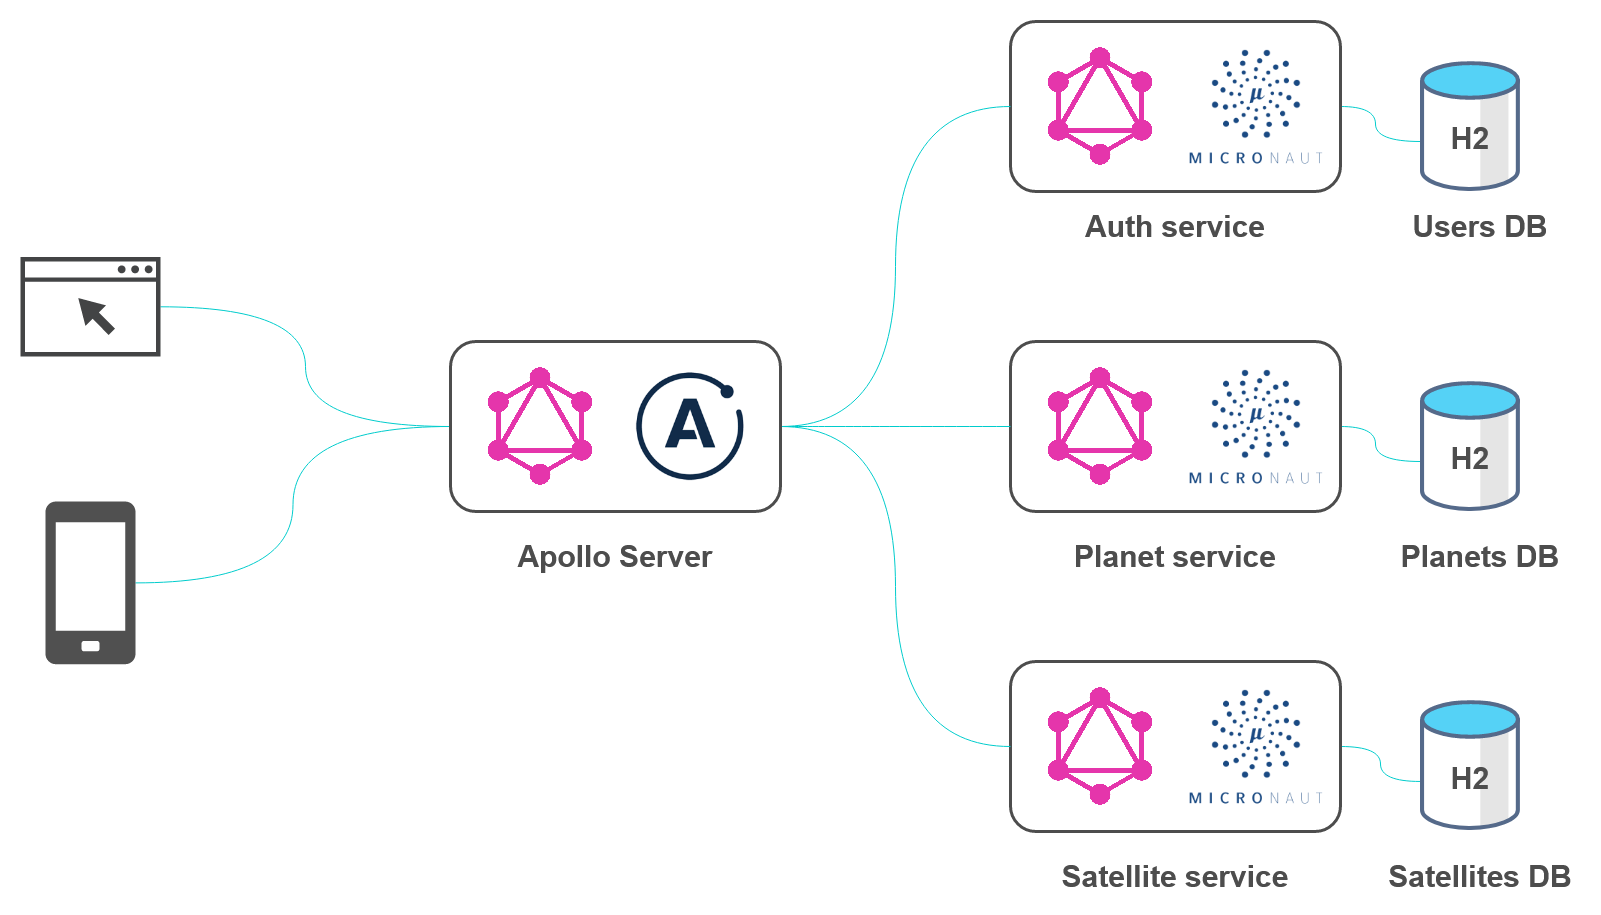 μ
MICRONAUT
H2
Auth service
Users DB
A
Apollo Server
μ
MICRONAUT
H2
Planet service
Planets DB
μ
MICRONAUT
H2
Satellite service
Satellites DB